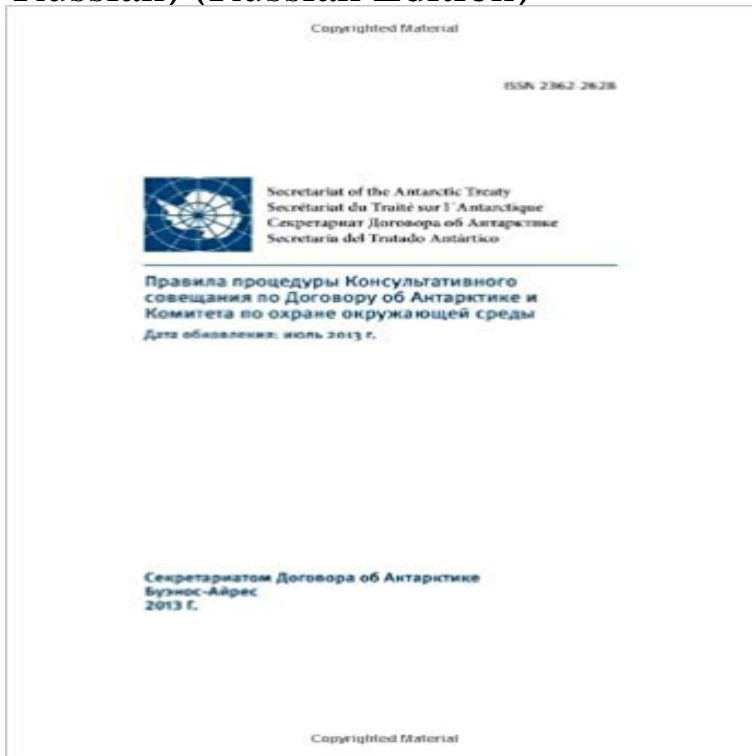 Russian) (Russian Edition)
Copyrighted Material
ISSN 2362-2628
Secretariat of the Antarctic Treaty
Secrétariat du Traité sur l'Antarctique
Секретариат Договора об Антарктике
Secretaría del Tratado Antártico
Правила процедуры Консультативного
совещания по Договору об Антарктике и
Комитета по охране окружающей среды
Дата обновления: июль 2013 г.
Секретариатом Договора об Антарктике
Буэнос-Айрес
2013 г.
Copyrighted Material